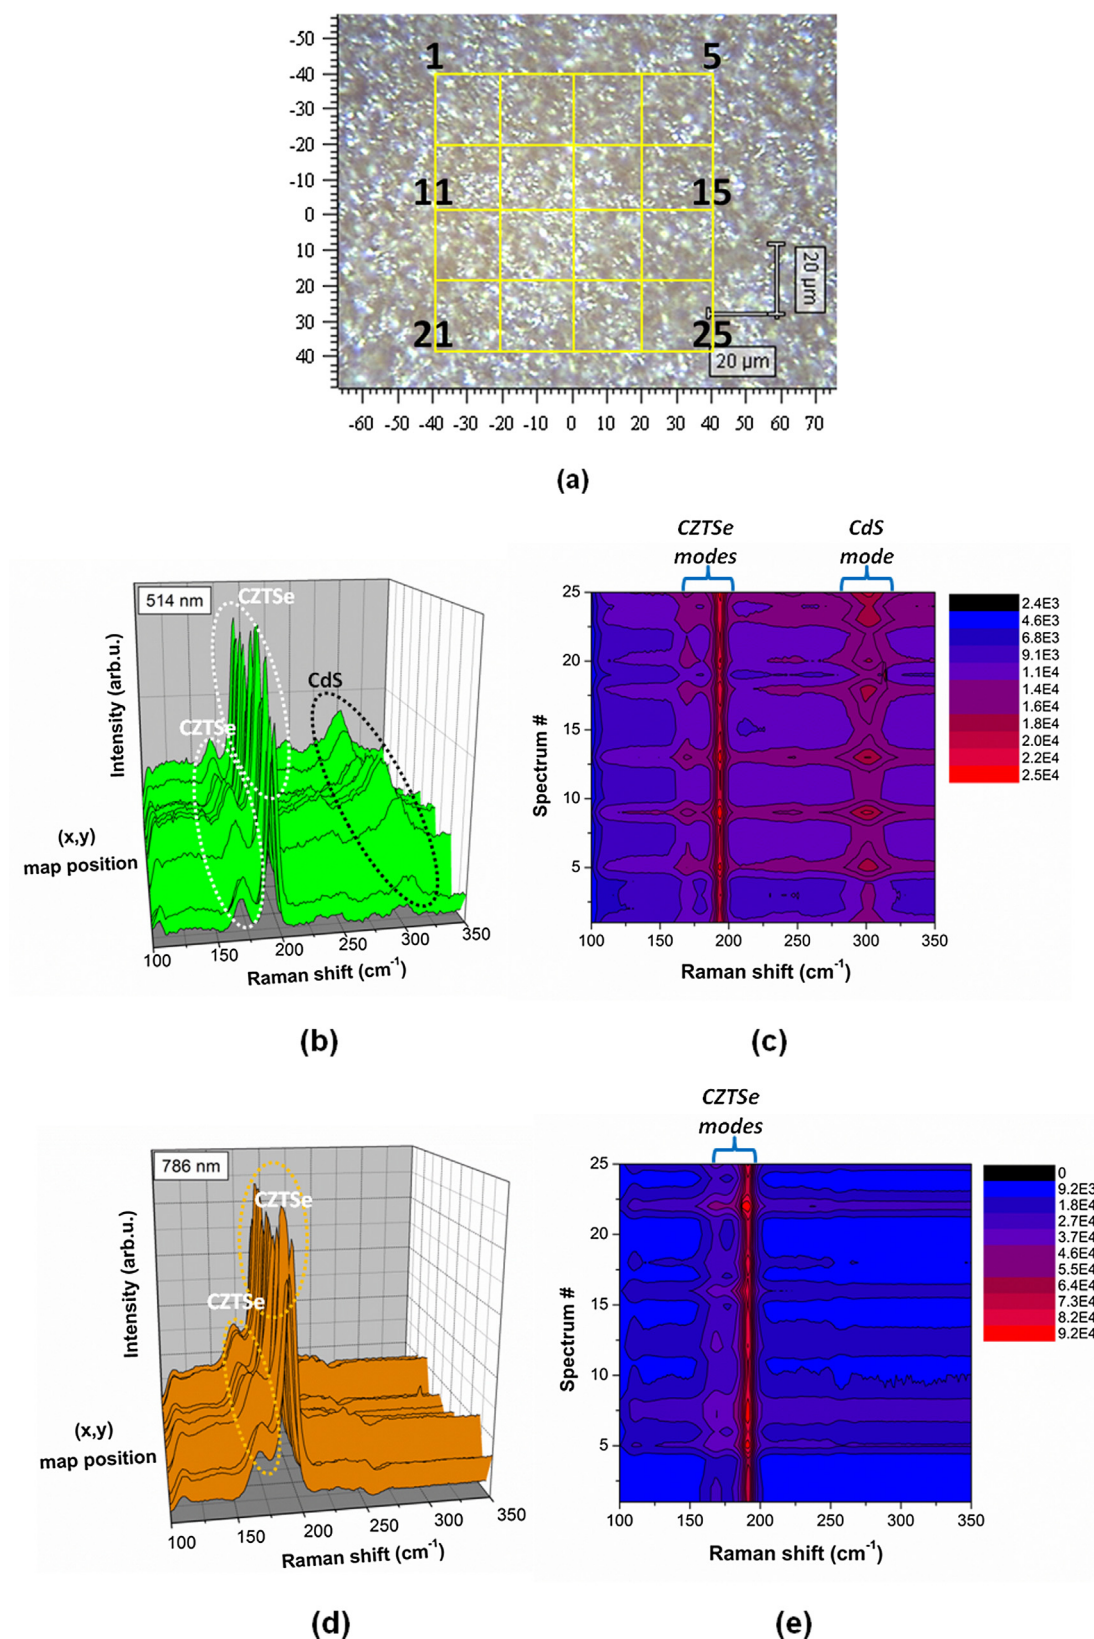 -50
-40
-30
-20
-10
0
10
20
30
40
1
5
11
15
21
25
20 µm
20 µm
-60 -50 -40 -30 -20 -10 0 10 20 30 40 50 60 70
(a)
514 nm
CZTSe
CZTSe
CdS
Intensity (arb.u.)
(x,y)
map position
100 150 200 250 300 350
Raman shift (cm-1)
(b)
CZTSe
modes
CdS
mode
25
20
15
10
5
Spectrum #
100 150 200 250 300 350
Raman shift (cm-1)
2.4E3
4.6E3
6.8E3
9.1E3
1.1E4
1.4E4
1.6E4
1.8E4
2.0E4
2.2E4
2.5E4
(c)
786 nm
CZTSe
CZTSe
Intensity (arb.u.)
(x,y)
map position
100 150 200 250 300 350
Raman shift (cm-1)
(d)
CZTSe
modes
25
20
15
10
5
Spectrum #
100 150 200 250 300 350
Raman shift (cm-1)
0
9.2E3
1.8E4
2.7E4
3.7E4
4.6E4
5.5E4
6.4E4
7.3E4
8.2E4
9.2E4
(e)